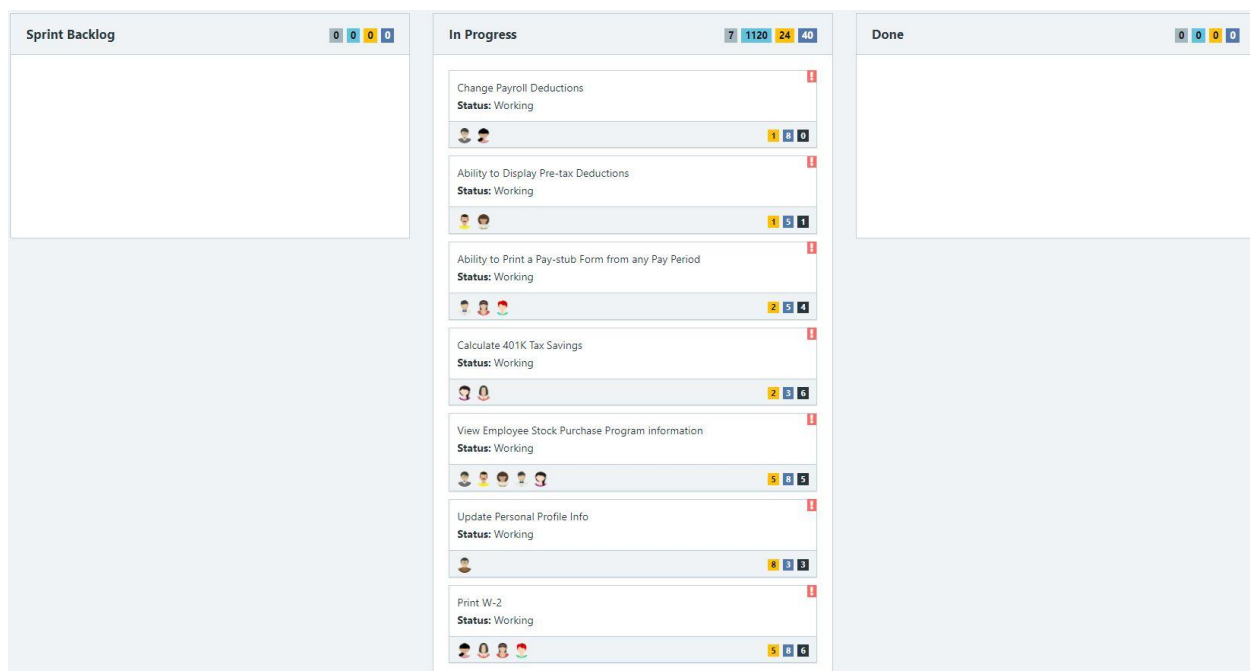 Sprint Backlog 0 0 0 0
In Progress 7 1120 24 40
Done 0 0 0 0
!
Change Payroll Deductions
Status: Working
1 8 0
!
Ability to Display Pre-tax Deductions
Status: Working
1 5 1
!
Ability to Print a Pay-stub Form from any Pay Period
Status: Working
2 5 4
!
Calculate 401K Tax Savings
Status: Working
2 3 6
!
View Employee Stock Purchase Program information
Status: Working
5 8 5
!
Update Personal Profile Info
Status: Working
8 3 3
!
Print W-2
Status: Working
5 8 6